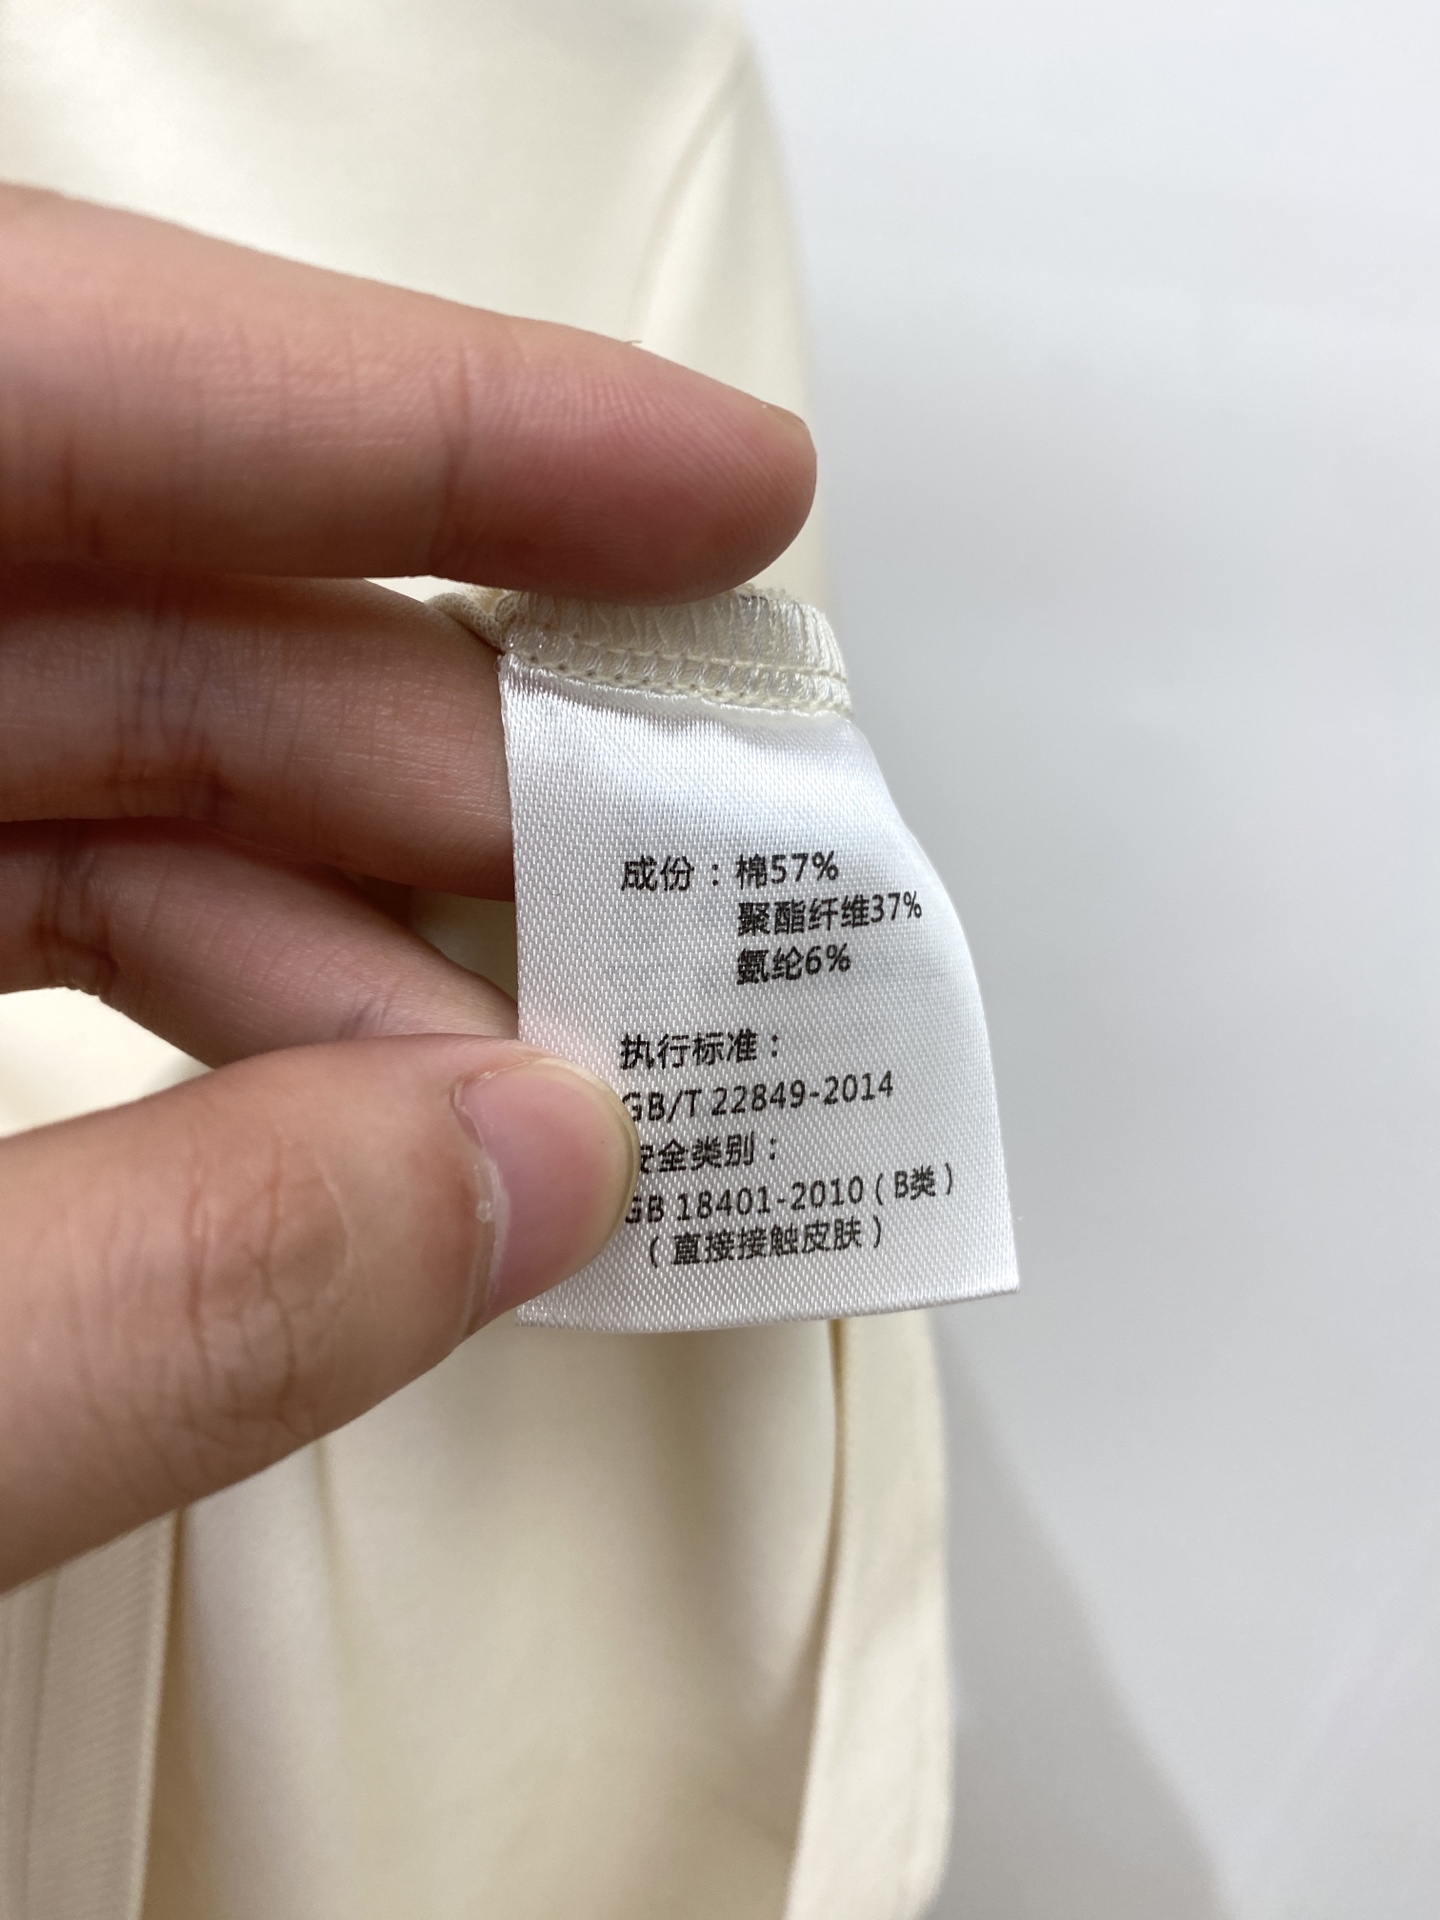 成份：棉57%
聚酯纤维37%
氨纶6%
执行标准：
GB/T 22849-2014
安全类别：
GB 18401-2010（B类）
（直接接触皮肤）